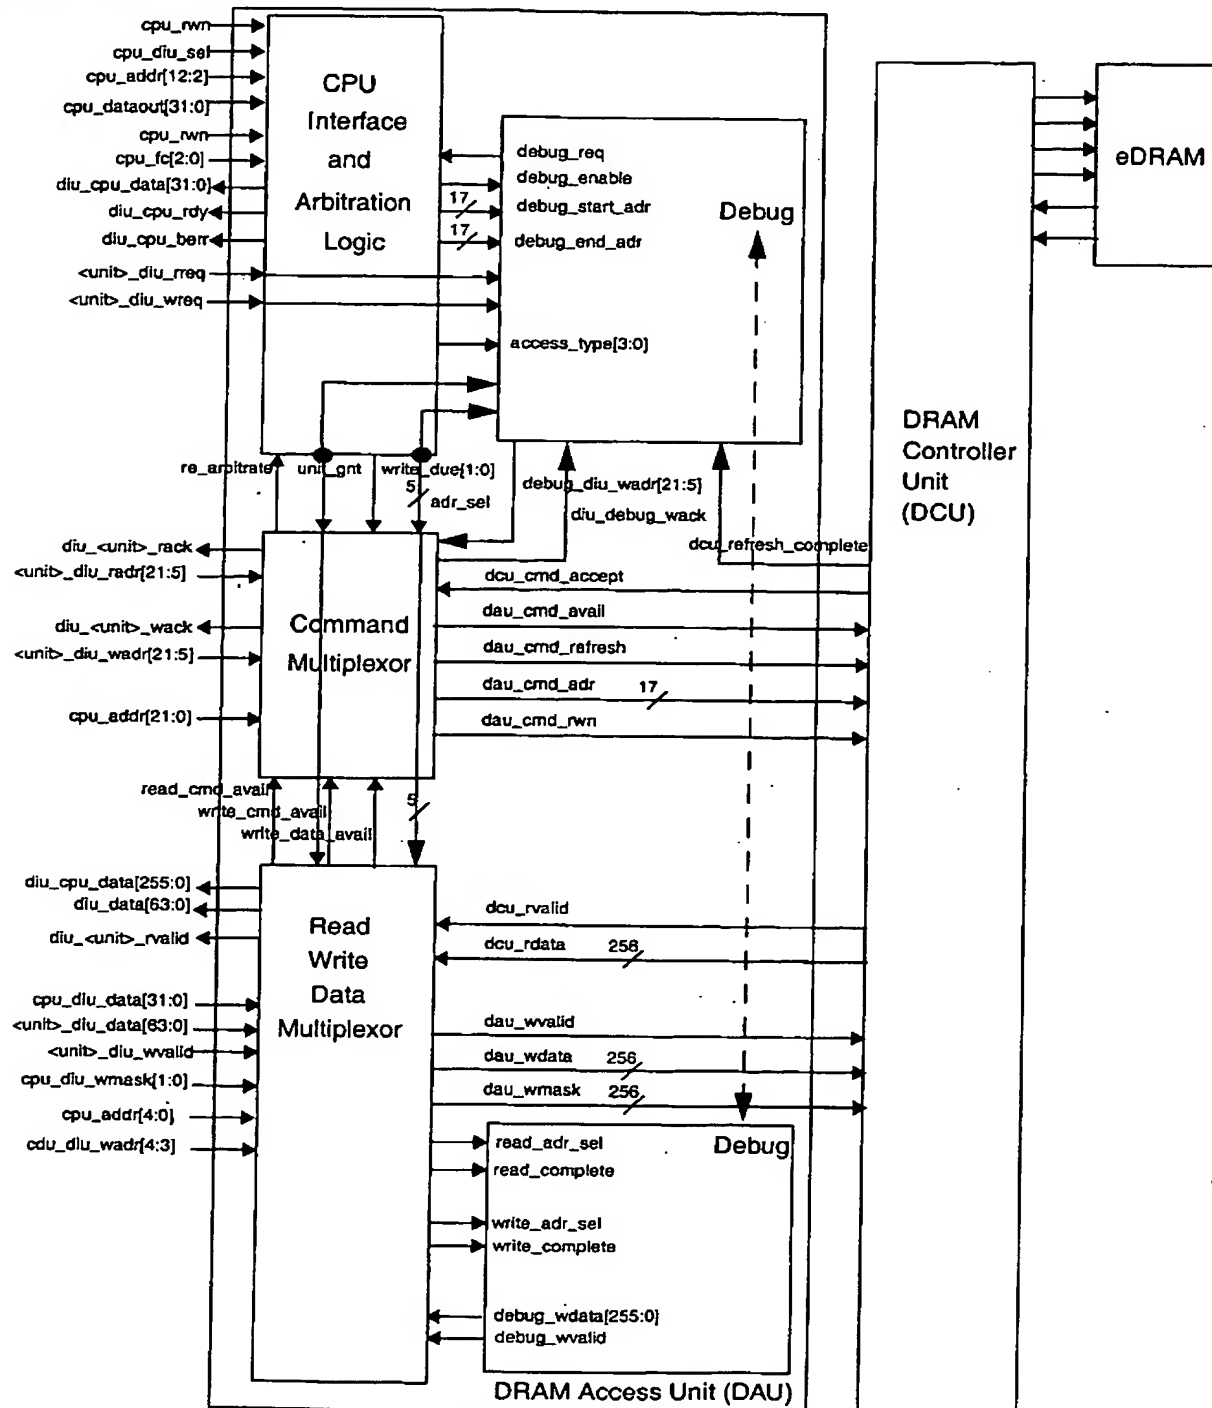 cpu_rwn
cpu_diu_sel
cpu_addr[12:2]
cpu_dataout[31:0]
cpu_rwn
cpu_fc[2:0]
diu_cpu_data[31:0]
diu_cpu_rdy
diu_cpu_berr
<unit>_diu_rreq
<unit>_diu_wreq
CPU
Interface
and
Arbitration
Logic
17
17
debug_req
debug_enable
debug_start_adr
debug_end_adr
access_type[3:0]
Debug
eDRAM
DRAM
Controller
Unit
(DCU)
re_arbitrate
unit_gnt
write_due[1:0]
5
adr_sel
debug_diu_wadr[21:5]
diu_debug_wack
dcu_refresh_complete
diu_<unit>_rack
<unit>_diu_radr[21:5]
diu_<unit>_wack
<unit>_diu_wadr[21:5]
cpu_addr[21:0]
Command
Multiplexor
dcu_cmd_accept
dau_cmd_avail
dau_cmd_refresh
dau_cmd_adr 17
dau_cmd_rwn
read_cmd_avail
write_cmd_avail
write_data_avail
5
diu_cpu_data[255:0]
diu_data[63:0]
diu_<unit>_rvalid
cpu_diu_data[31:0]
<unit>_diu_data[63:0]
<unit>_diu_wvalid
cpu_diu_wmask[1:0]
cpu_addr[4:0]
cdu_diu_wadr[4:3]
Read
Write
Data
Multiplexor
dcu_rvalid
dcu_rdata 256
dau_wvalid
dau_wdata 256
dau_wmask 256
read_adr_sel
Debug
read_complete
write_adr_sel
write_complete
debug_wdata[255:0]
debug_wvalid
DRAM Access Unit (DAU)